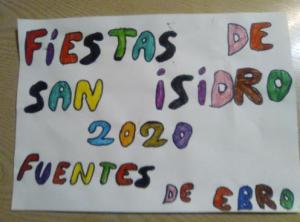 FiESTAS DE
SAN iSiDRO
2020
FUENTES DE EBRO